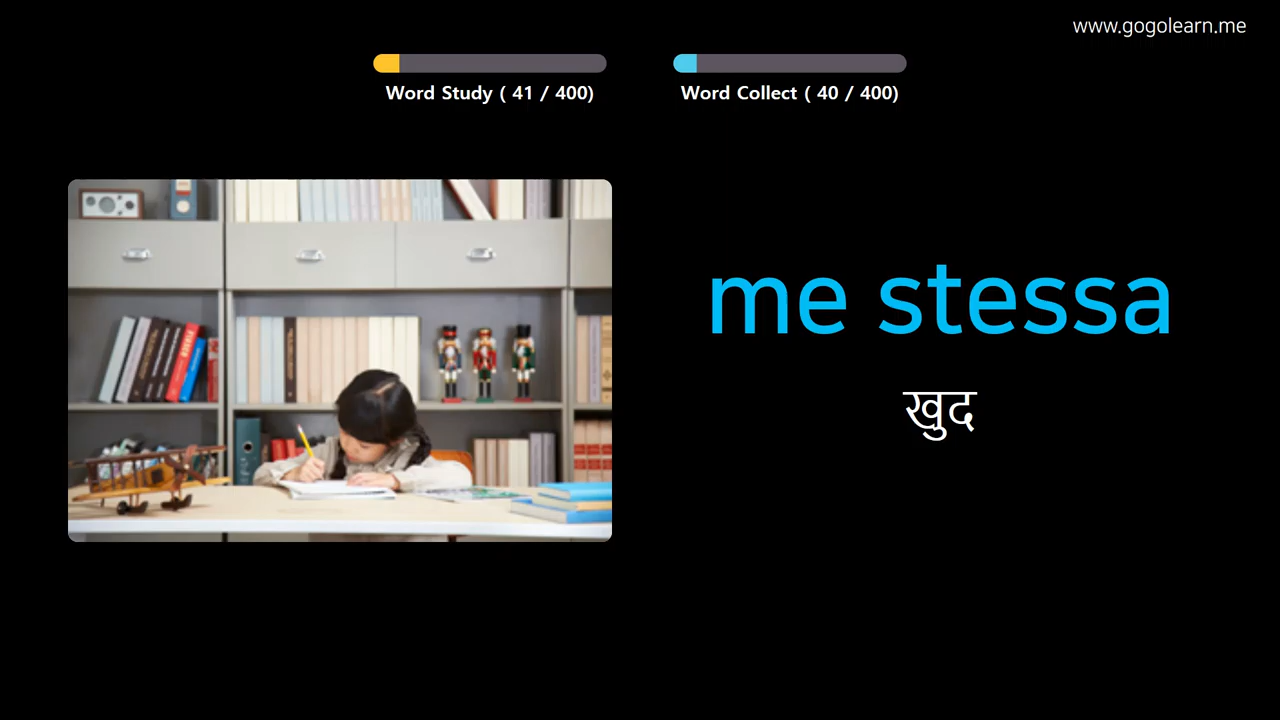 www.gogolearn.me
Word Study ( 41 / 400)
Word Collect ( 40 / 400)
me stessa
खुद